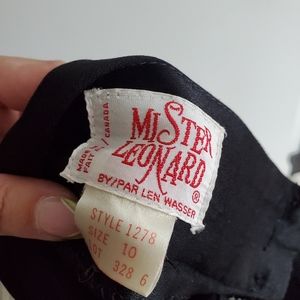 MADE IN / CANADA
FAIT AU
MISTER
LEONARD
®
BY/PAR LEN WASSER
STYLE 1278
SIZE 10
LOT 328 6